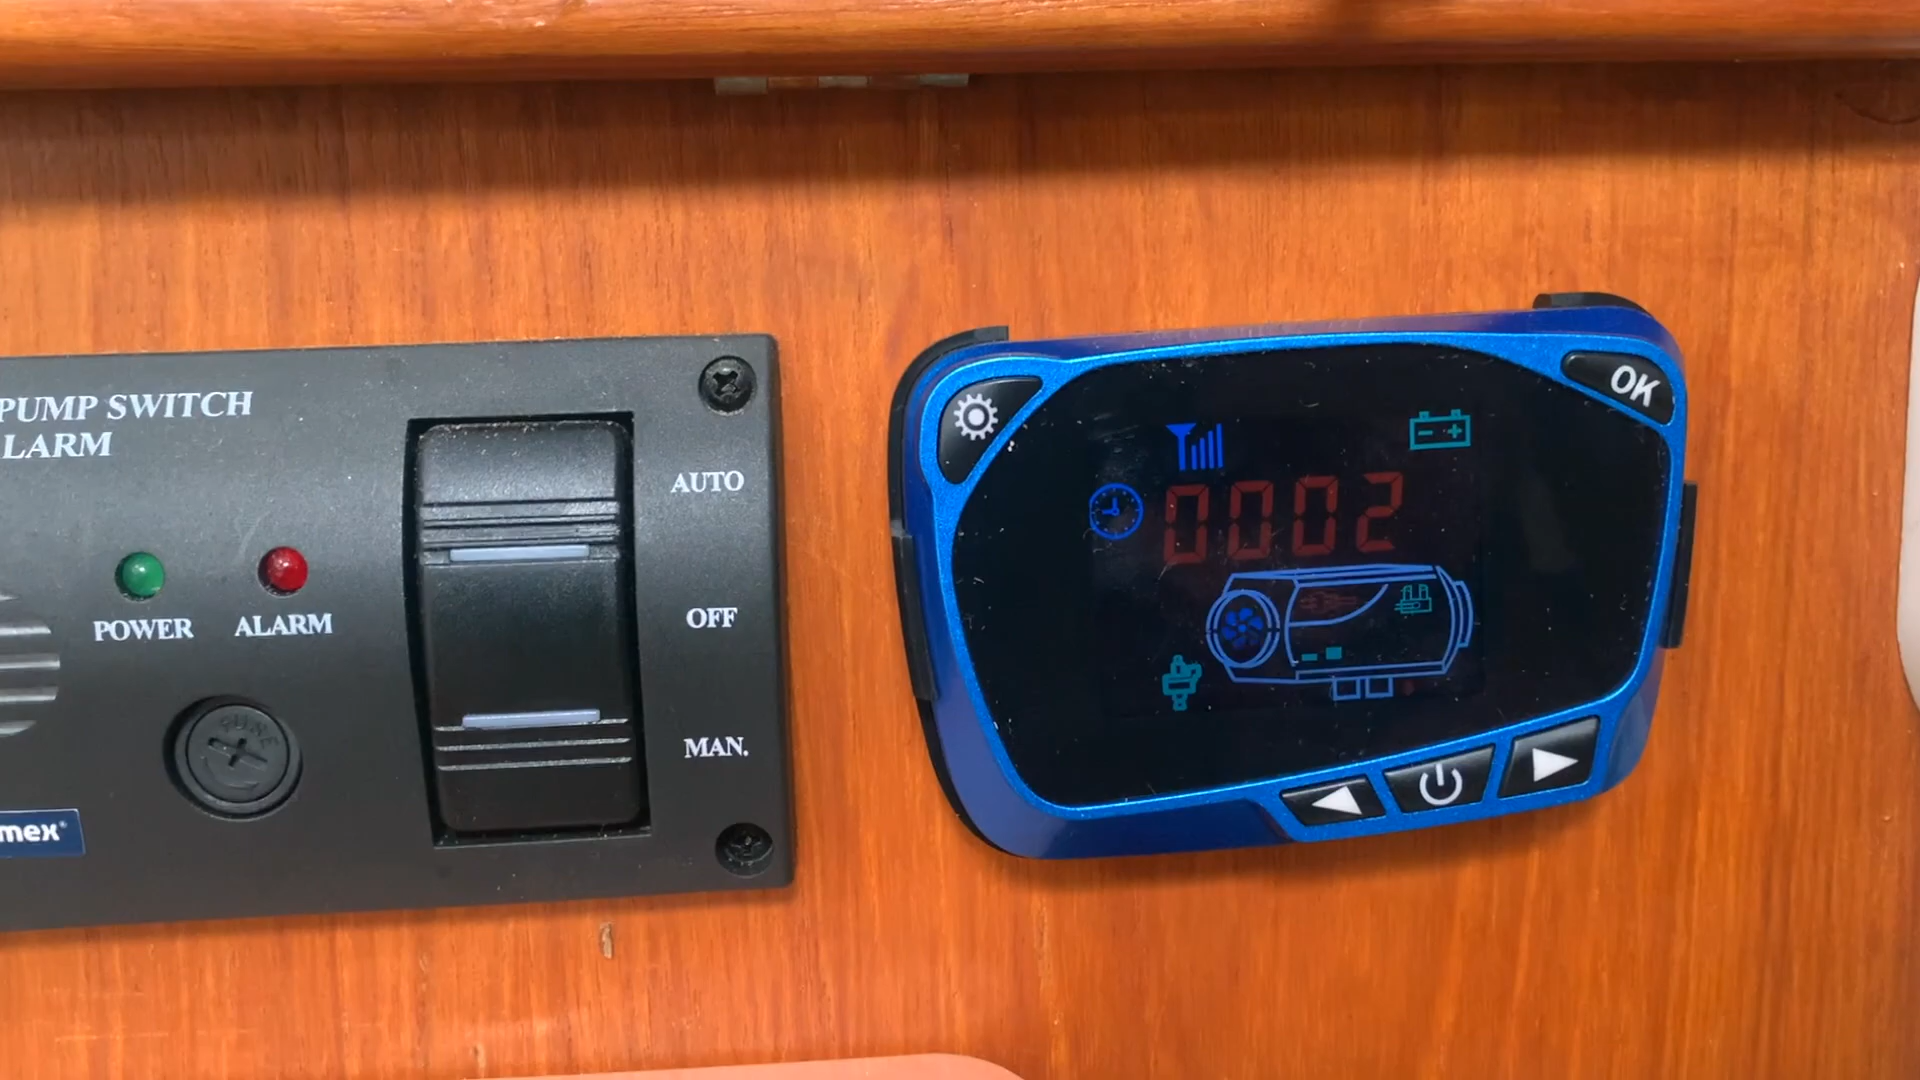 PUMP SWITCH
LARM
AUTO
OFF
MAN.
POWER
ALARM
mex®
OK
0002